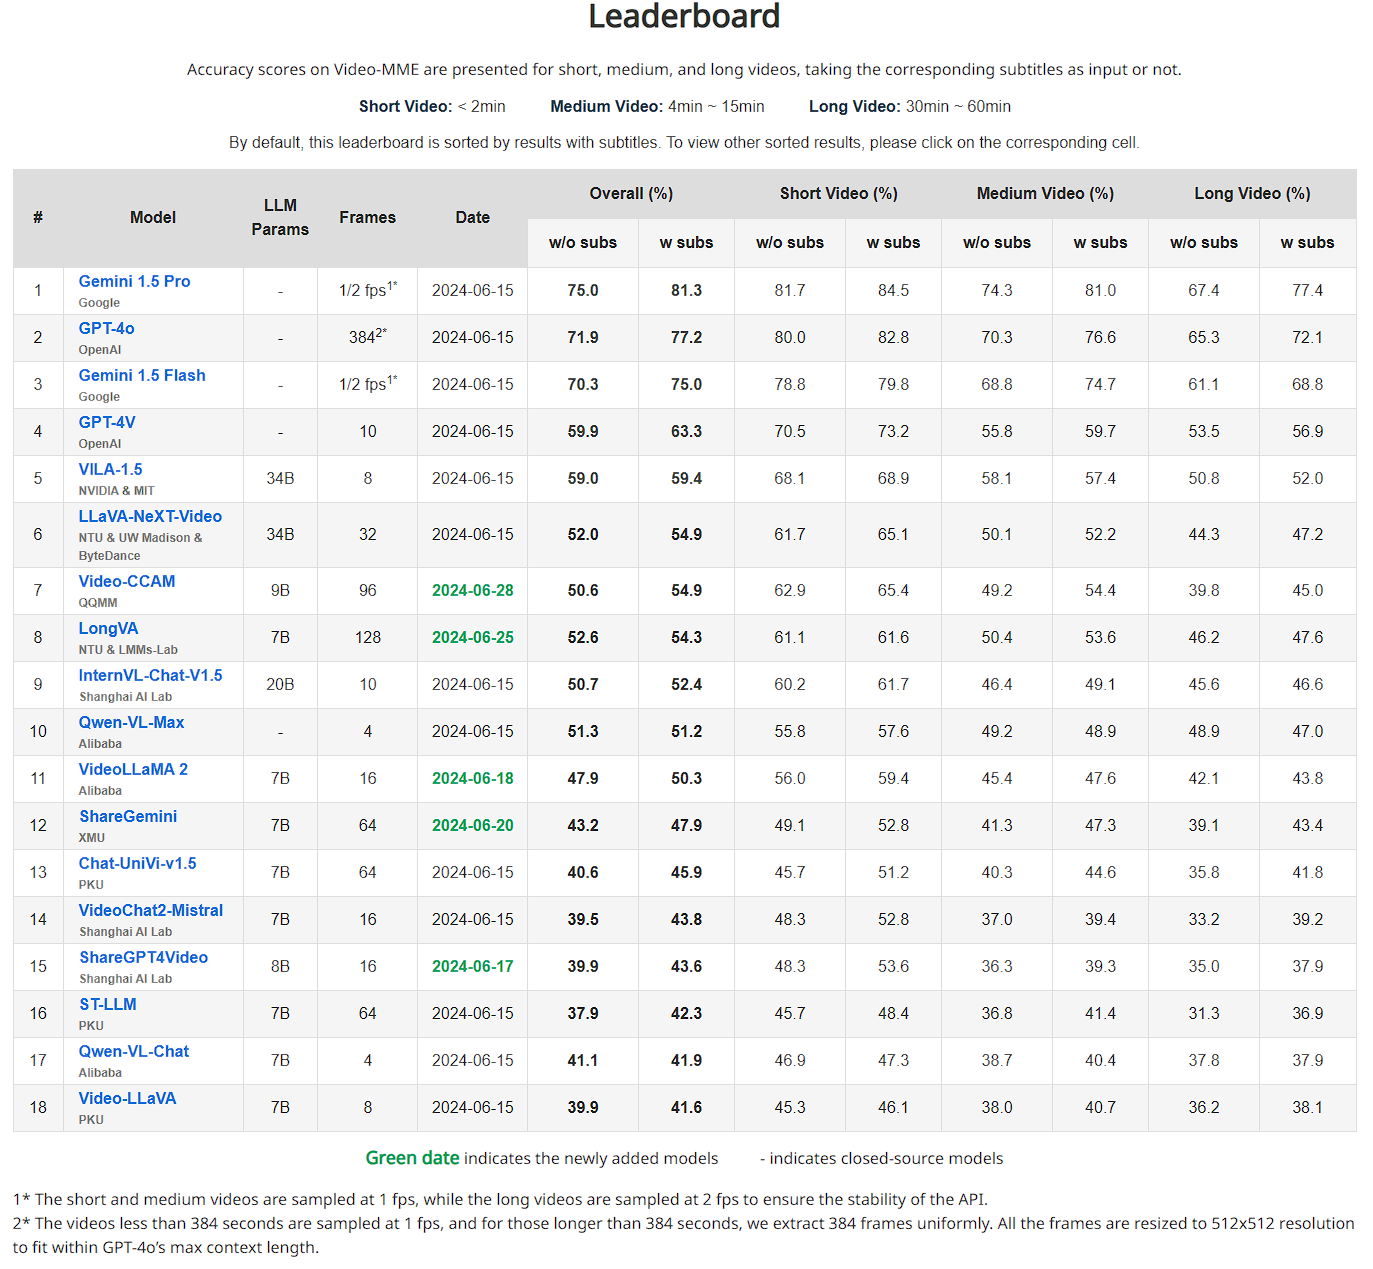 Leaderboard
Accuracy scores on Video-MME are presented for short, medium, and long videos, taking the corresponding subtitles as input or not.
Short Video: < 2min Medium Video: 4min ~ 15min Long Video: 30min ~ 60min
By default, this leaderboard is sorted by results with subtitles. To view other sorted results, please click on the corresponding cell.
# Model LLM Params Frames Date Overall (%) Short Video (%) Medium Video (%) Long Video (%)
w/o subs w subs w/o subs w subs w/o subs w subs w/o subs w subs
1 Gemini 1.5 Pro Google - 1/2 fps1* 2024-06-15 75.0 81.3 81.7 84.5 74.3 81.0 67.4 77.4
2 GPT-4o OpenAI - 3842* 2024-06-15 71.9 77.2 80.0 82.8 70.3 76.6 65.3 72.1
3 Gemini 1.5 Flash Google - 1/2 fps1* 2024-06-15 70.3 75.0 78.8 79.8 68.8 74.7 61.1 68.8
4 GPT-4V OpenAI - 10 2024-06-15 59.9 63.3 70.5 73.2 55.8 59.7 53.5 56.9
5 VILA-1.5 NVIDIA & MIT 34B 8 2024-06-15 59.0 59.4 68.1 68.9 58.1 57.4 50.8 52.0
6 LLaVA-NeXT-Video NTU & UW Madison & ByteDance 34B 32 2024-06-15 52.0 54.9 61.7 65.1 50.1 52.2 44.3 47.2
7 Video-CCAM QQMM 9B 96 2024-06-28 50.6 54.9 62.9 65.4 49.2 54.4 39.8 45.0
8 LongVA NTU & LMMs-Lab 7B 128 2024-06-25 52.6 54.3 61.1 61.6 50.4 53.6 46.2 47.6
9 InternVL-Chat-V1.5 Shanghai AI Lab 20B 10 2024-06-15 50.7 52.4 60.2 61.7 46.4 49.1 45.6 46.6
10 Qwen-VL-Max Alibaba - 4 2024-06-15 51.3 51.2 55.8 57.6 49.2 48.9 48.9 47.0
11 VideoLLaMA 2 Alibaba 7B 16 2024-06-18 47.9 50.3 56.0 59.4 45.4 47.6 42.1 43.8
12 ShareGemini XMU 7B 64 2024-06-20 43.2 47.9 49.1 52.8 41.3 47.3 39.1 43.4
13 Chat-UniVi-v1.5 PKU 7B 64 2024-06-15 40.6 45.9 45.7 51.2 40.3 44.6 35.8 41.8
14 VideoChat2-Mistral Shanghai AI Lab 7B 16 2024-06-15 39.5 43.8 48.3 52.8 37.0 39.4 33.2 39.2
15 ShareGPT4Video Shanghai AI Lab 8B 16 2024-06-17 39.9 43.6 48.3 53.6 36.3 39.3 35.0 37.9
16 ST-LLM PKU 7B 64 2024-06-15 37.9 42.3 45.7 48.4 36.8 41.4 31.3 36.9
17 Qwen-VL-Chat Alibaba 7B 4 2024-06-15 41.1 41.9 46.9 47.3 38.7 40.4 37.8 37.9
18 Video-LLaVA PKU 7B 8 2024-06-15 39.9 41.6 45.3 46.1 38.0 40.7 36.2 38.1
Green date indicates the newly added models - indicates closed-source models
1* The short and medium videos are sampled at 1 fps, while the long videos are sampled at 2 fps to ensure the stability of the API.
2* The videos less than 384 seconds are sampled at 1 fps, and for those longer than 384 seconds, we extract 384 frames uniformly. All the frames are resized to 512x512 resolution
to fit within GPT-4o’s max context length.